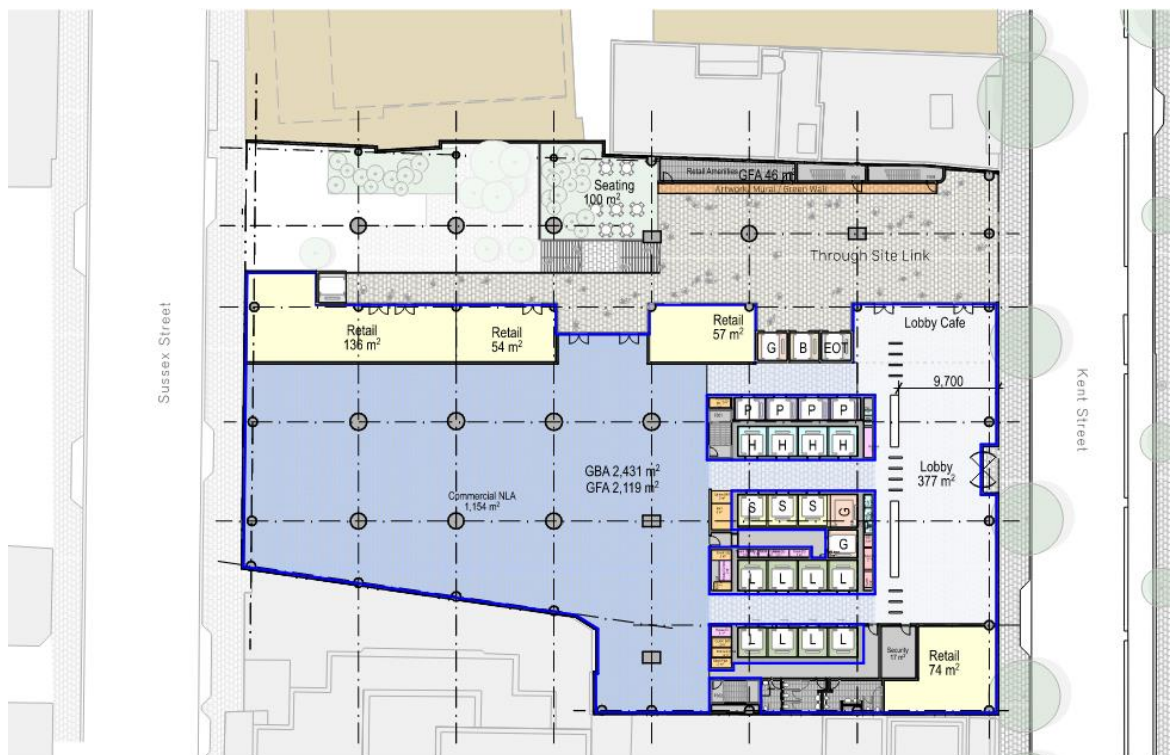 Retail Amenities
GFA 46 m²
Artwork/ Mural / Green Wall
Seating
100 m²
Through Site Link
Sussex Street
Kent Street
Retail
136 m²
Retail
54 m²
Retail
57 m²
Lobby Cafe
G
B
EOT
9,700
P
P
P
P
H
H
H
H
GBA 2,431 m²
GFA 2,119 m²
Commercial NLA
1,154 m²
Lobby
377 m²
S
S
S
G
G
L
L
L
L
L
L
L
L
Security
17 m²
Retail
74 m²